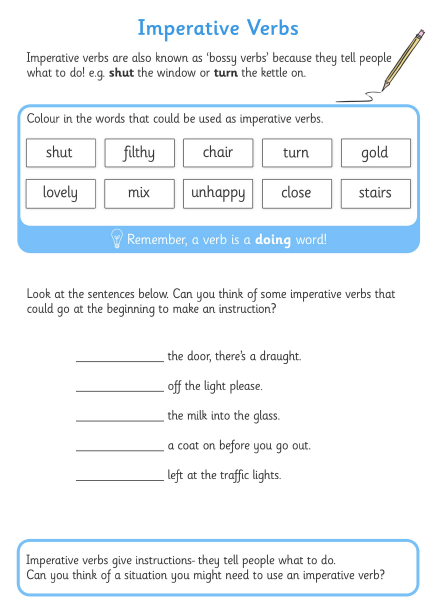 Imperative Verbs
Imperative verbs are also known as ‘bossy verbs’ because they tell people
what to do! e.g. shut the window or turn the kettle on.
Colour in the words that could be used as imperative verbs.
shut filthy chair turn gold
lovely mix unhappy close stairs
Remember, a verb is a doing word!
Look at the sentences below. Can you think of some imperative verbs that
could go at the beginning to make an instruction?
______________ the door, there’s a draught.
______________ off the light please.
______________ the milk into the glass.
______________ a coat on before you go out.
______________ left at the traffic lights.
Imperative verbs give instructions- they tell people what to do.
Can you think of a situation you might need to use an imperative verb?